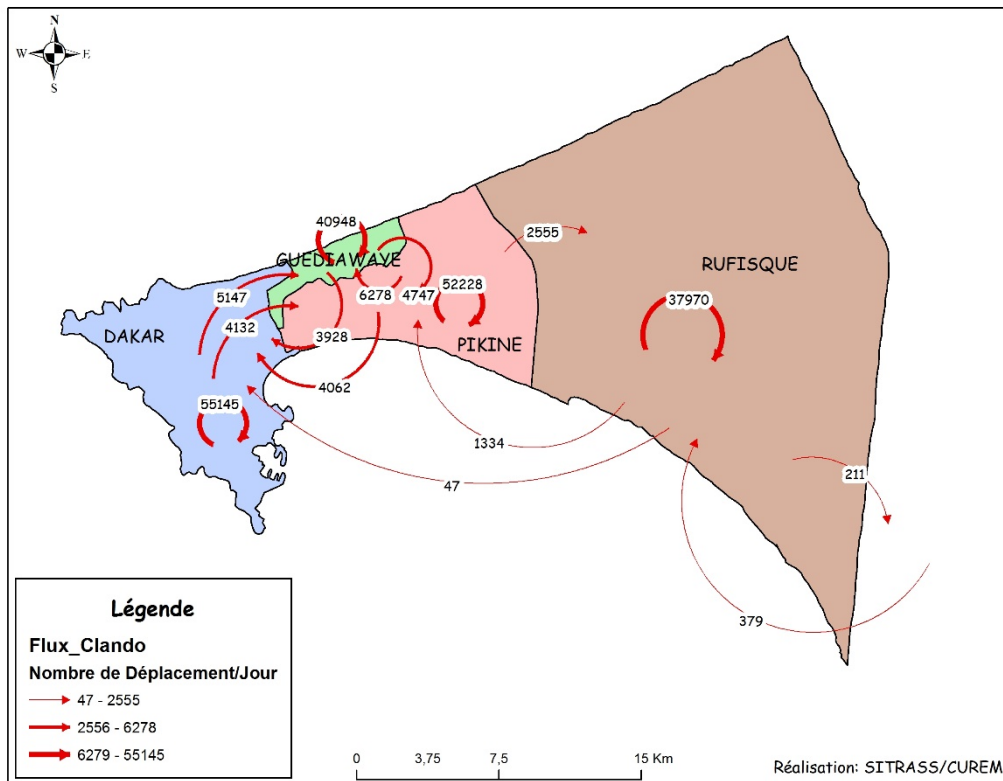 N
W
E
S
40948
GUEDIAWAYE
2555
RUFISQUE
5147
6278
4747
52228
37970
4132
DAKAR
3928
PIKINE
4062
55145
1334
47
211
379
Légende
Flux_Clando
Nombre de Déplacement/Jour
47 - 2555
2556 - 6278
6279 - 55145
0 3,75 7,5 15 Km
Réalisation: SITRASS/CUREM